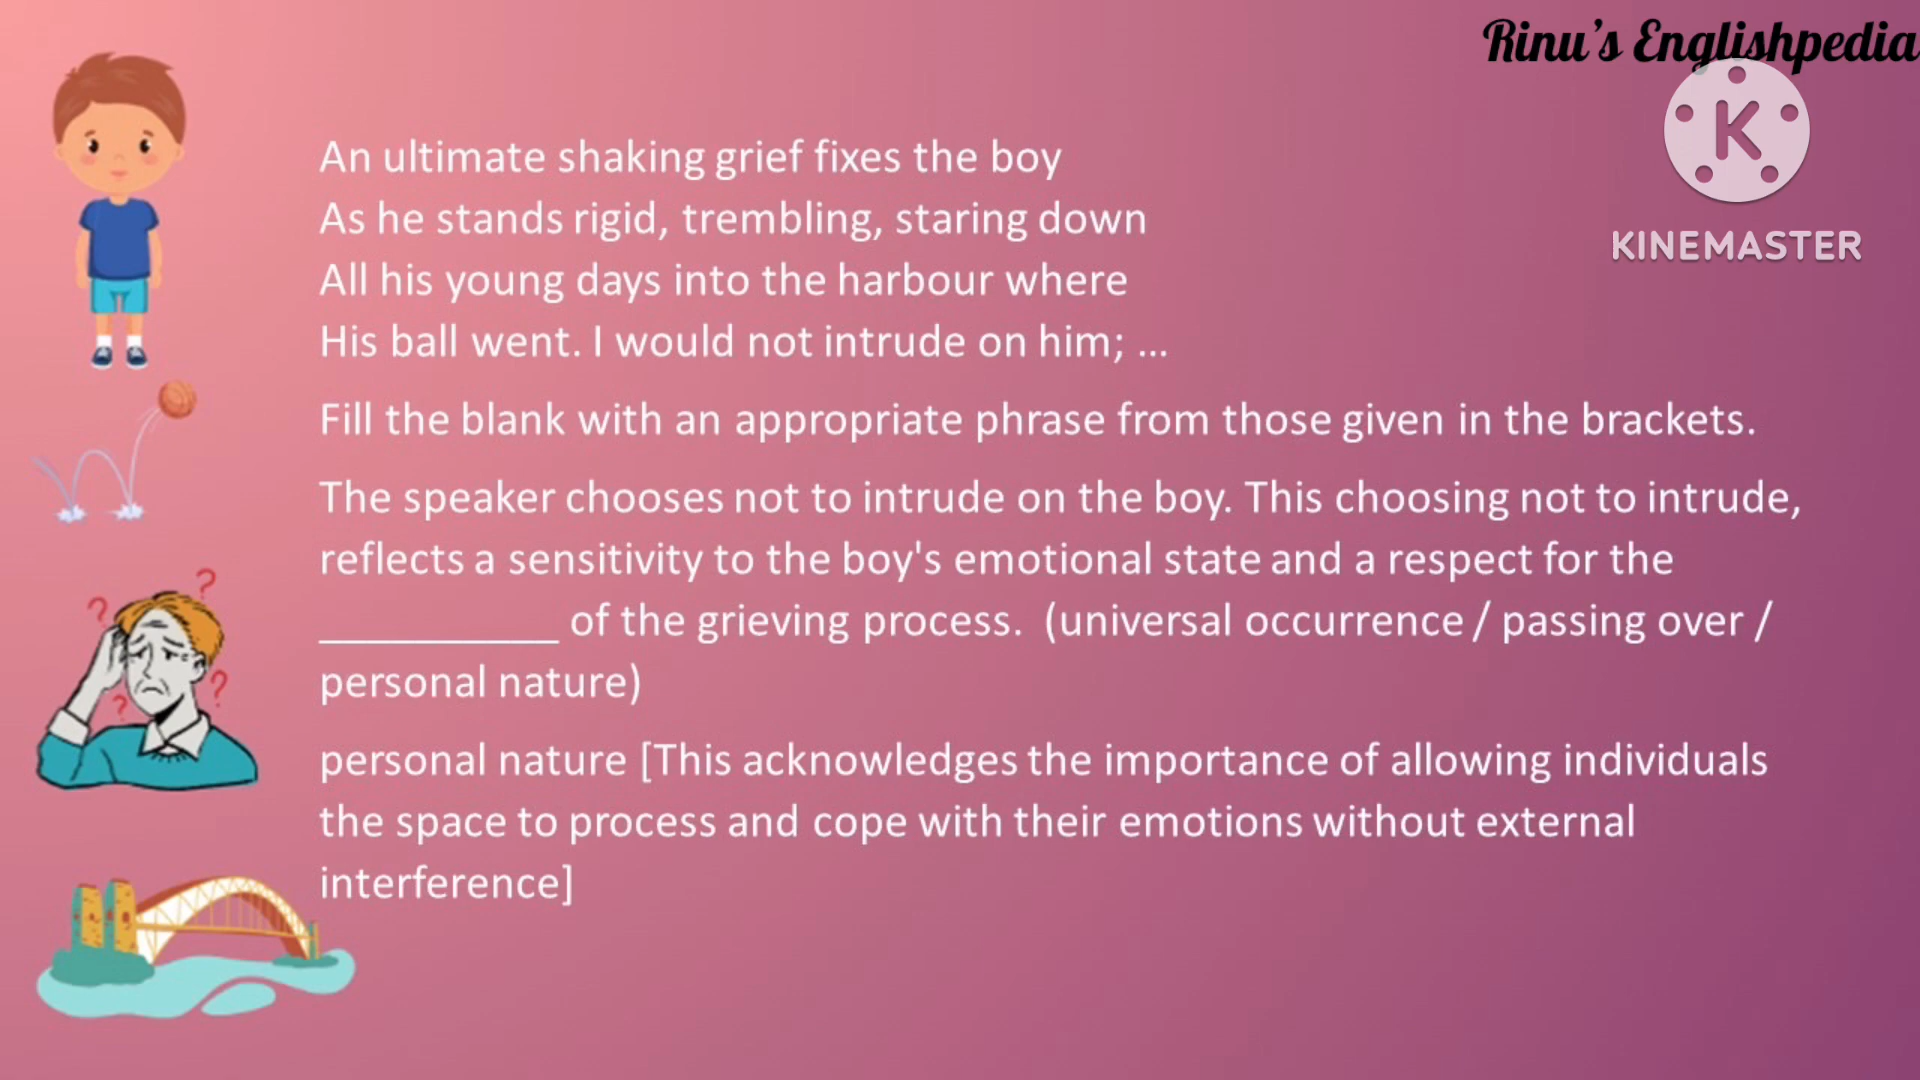 Rinu's Englishpedia
K
KINEMASTER
An ultimate shaking grief fixes the boy
As he stands rigid, trembling, staring down
All his young days into the harbour where
His ball went. I would not intrude on him; ...
Fill the blank with an appropriate phrase from those given in the brackets.
The speaker chooses not to intrude on the boy. This choosing not to intrude,
reflects a sensitivity to the boy's emotional state and a respect for the
___________ of the grieving process. (universal occurrence / passing over /
personal nature)
personal nature [This acknowledges the importance of allowing individuals
the space to process and cope with their emotions without external
interference]
? ? ? ?